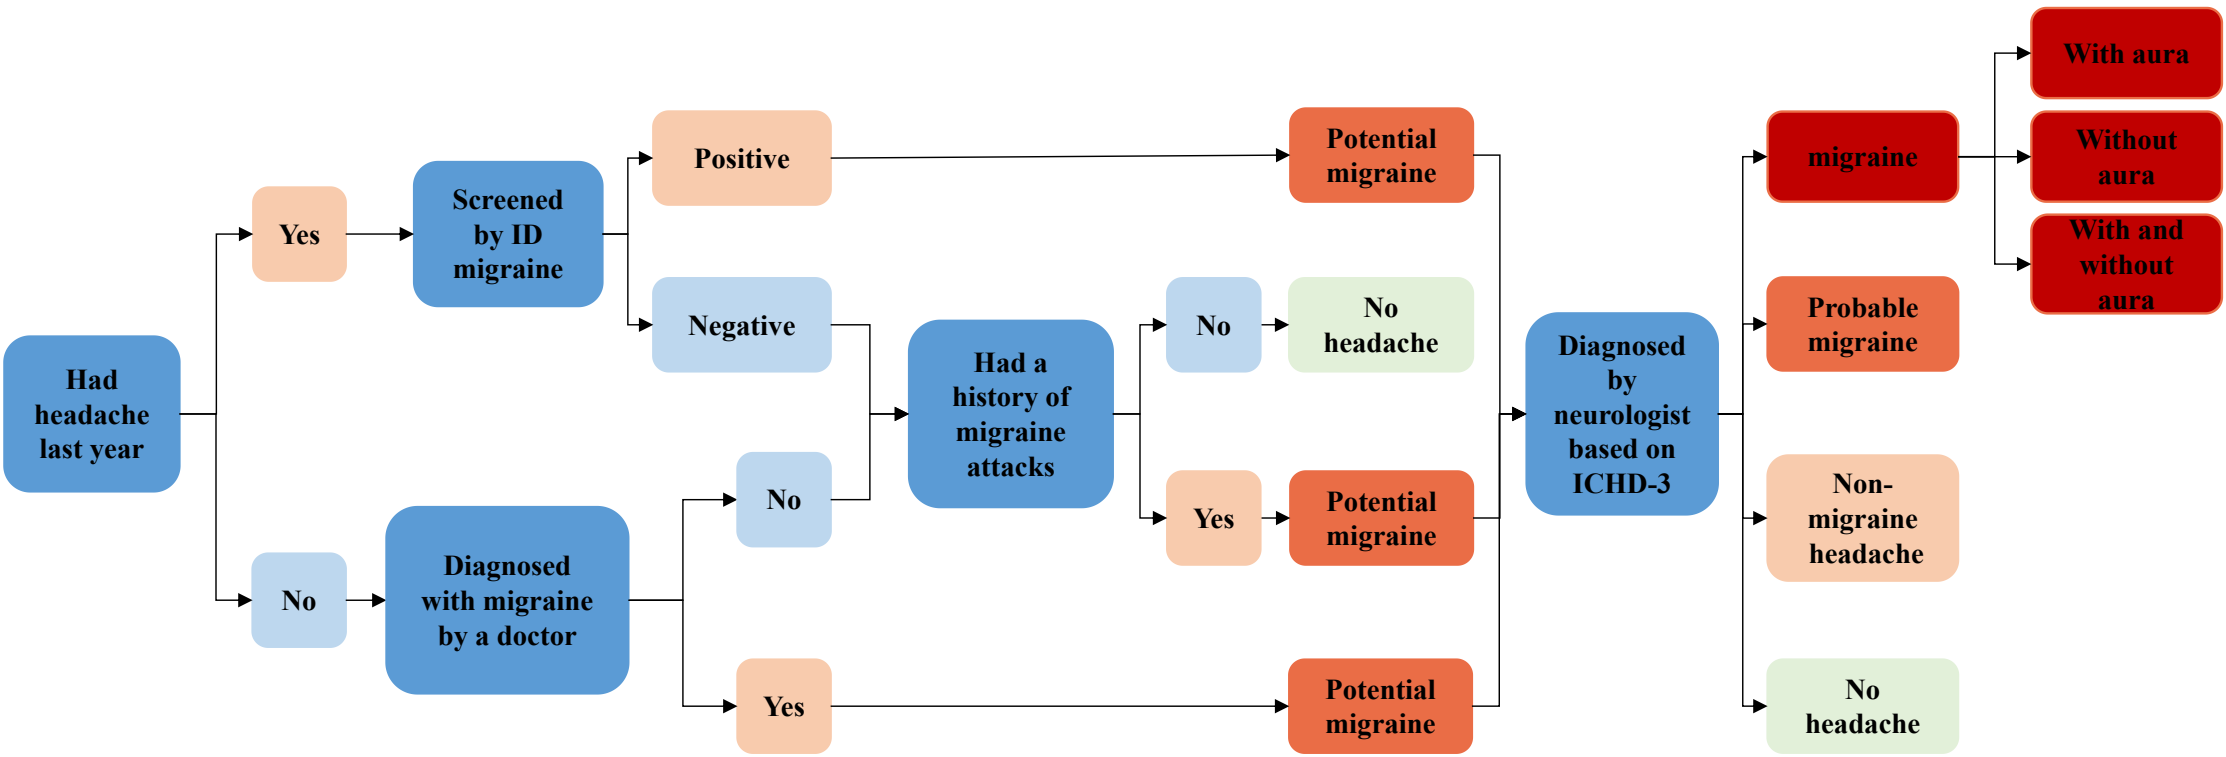 Had
headache
last year
Yes
No
Screened
by ID
migraine
Diagnosed
with migraine
by a doctor
Positive
Negative
No
Yes
Had a
history of
migraine
attacks
No
Yes
Potential
migraine
No
headache
Potential
migraine
Potential
migraine
Diagnosed
by
neurologist
based on
ICHD-3
migraine
Probable
migraine
Non-
migraine
headache
No
headache
With aura
Without
aura
With and
without
aura